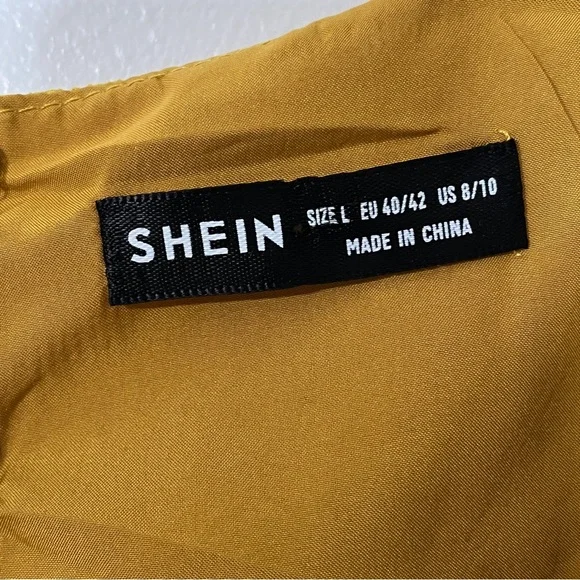 SHEIN
SIZE L EU 40/42 US 8/10
MADE IN CHINA